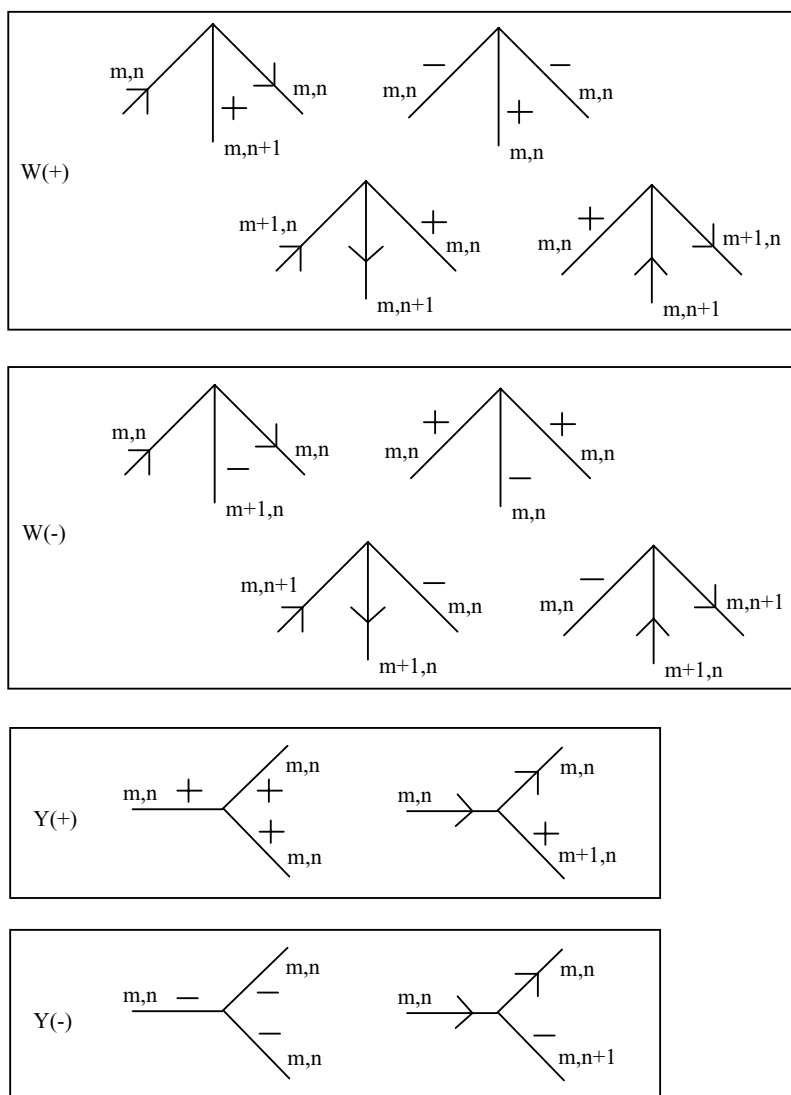 m,n m,n m,n m,n
+ − −
m,n+1 + m,n
W(+)
m+1,n + m,n + m,n m+1,n
m,n+1 m,n+1
m,n m,n + + m,n m,n
− −
m+1,n m,n
W(-)
m,n+1 − m,n − m,n m,n+1
m+1,n m+1,n
Y(+)
m,n + m,n m,n m,n
+ + +
m,n m+1,n
Y(-)
m,n − m,n m,n m,n
− − −
m,n m,n+1